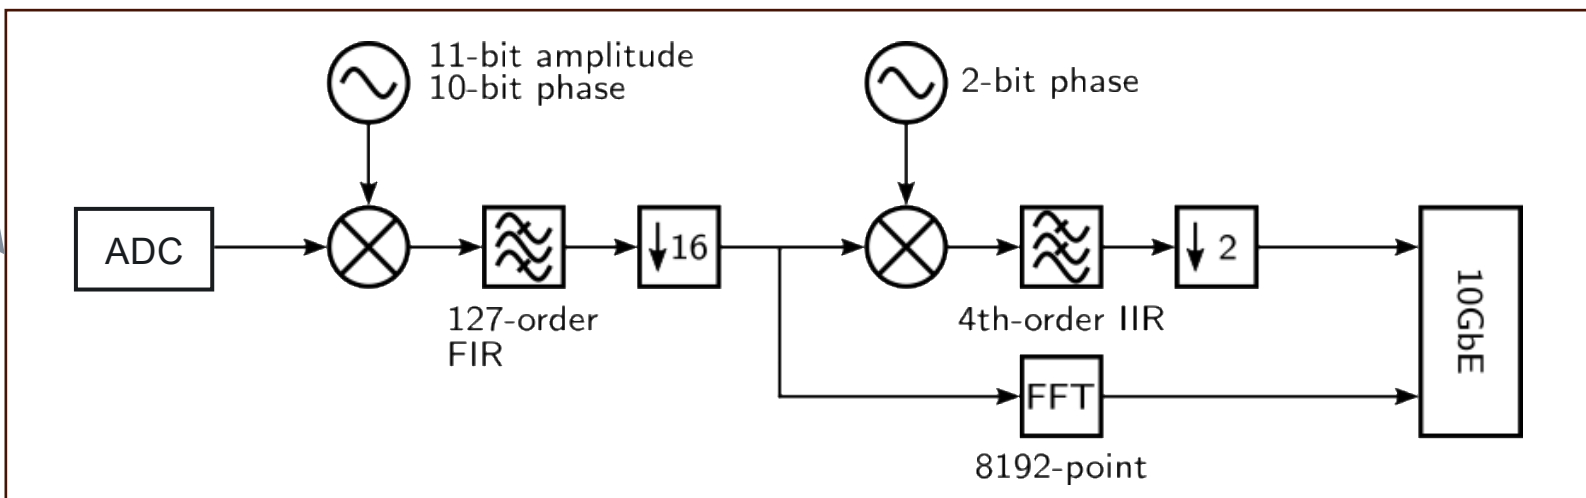 11-bit amplitude
10-bit phase
2-bit phase
ADC
16
2
127-order
FIR
4th-order IIR
10GbE
FFT
8192-point